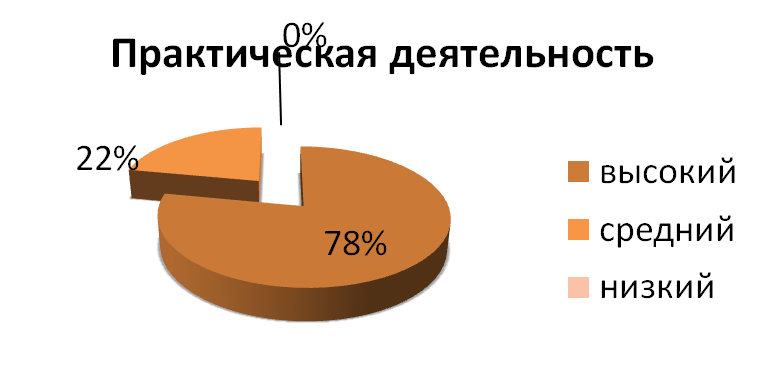 0%
Практическая деятельность
22%
78%
высокий
средний
низкий